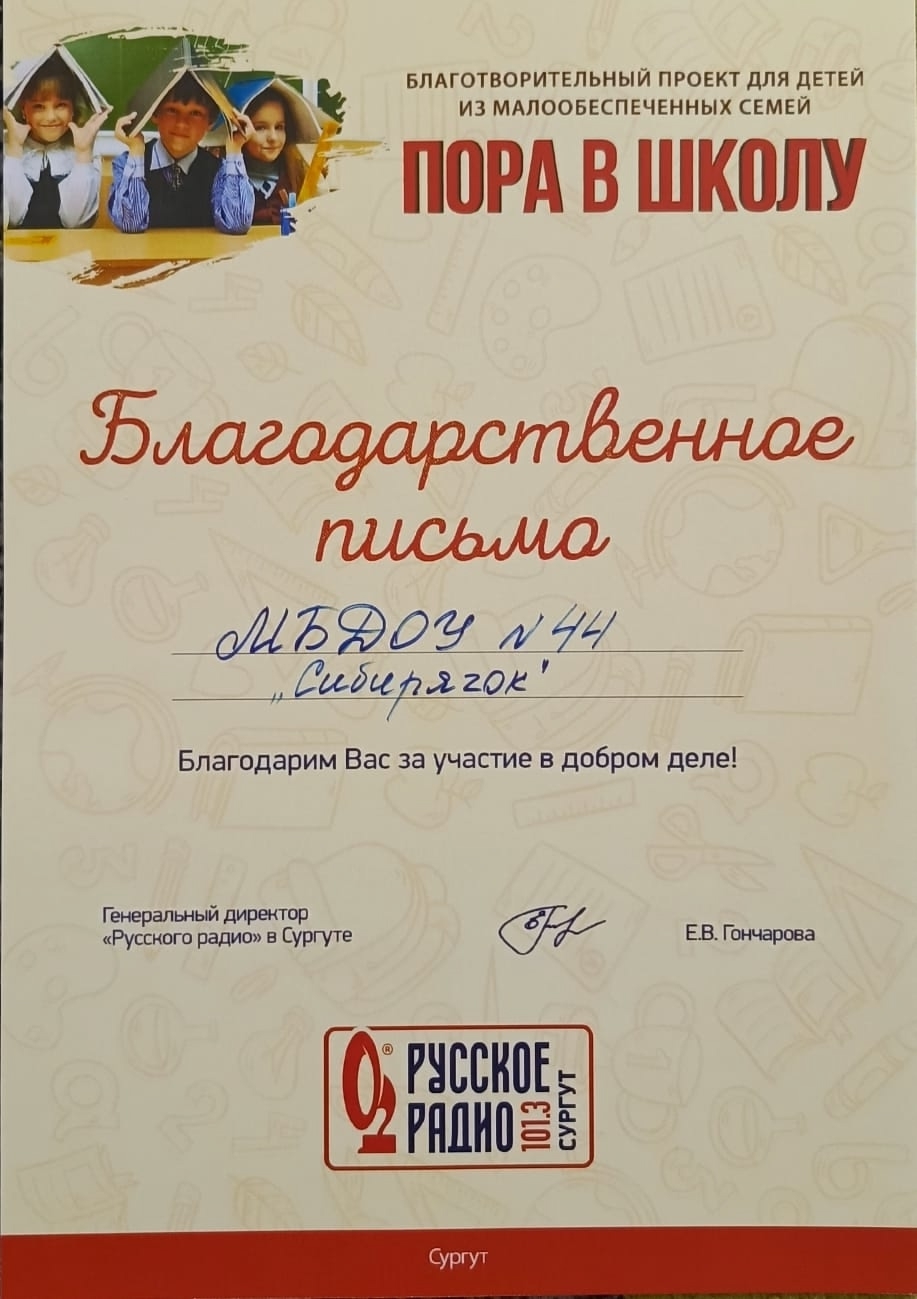 БЛАГОТВОРИТЕЛЬНЫЙ ПРОЕКТ ДЛЯ ДЕТЕЙ
ИЗ МАЛООБЕСПЕЧЕННЫХ СЕМЕЙ
ПОРА В ШКОЛУ
Благодарственное
письмо
МБДОУ N 44
„Сибирячок"
Благодарим Вас за участие в добром деле!
Генеральный директор
«Русского радио» в Сургуте
Е.В. Гончарова
® РУССКОЕ
РАДИО
101.3
СУРГУТ
Сургут